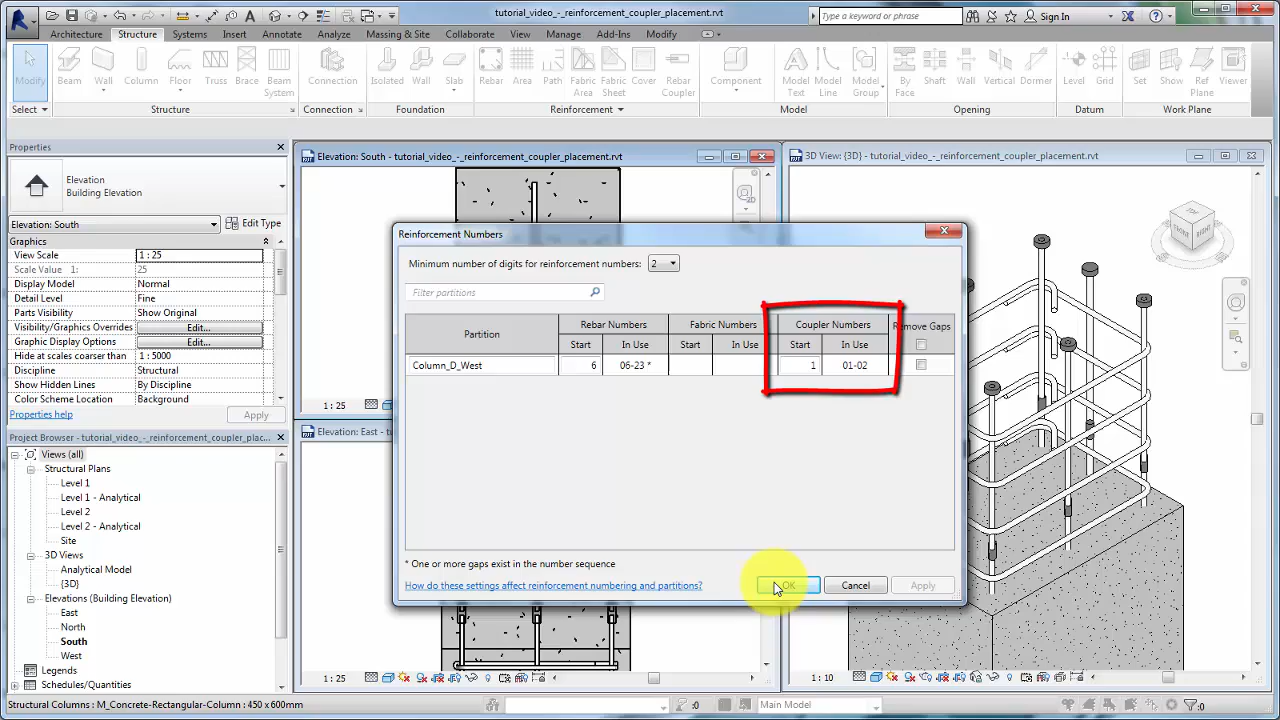 tutorial_video_-_reinforcement_coupler_placement.rvt
Type a keyword or phrase
Sign In
Architecture Structure Systems Insert Annotate Analyze Massing & Site Collaborate View Manage Add-Ins Modify
Modify Beam Wall Column Floor Truss Brace Beam System Connection Isolated Wall Slab Rebar Area Path Fabric Area Fabric Sheet Cover Rebar Coupler Component Model Text Model Line Model Group By Face Shaft Wall Vertical Dormer Level Grid Set Show Ref Plane Viewer
Select Structure Connection Foundation Reinforcement Model Opening Datum Work Plane
Properties
Elevation
Building Elevation
Elevation: South
Edit Type
Graphics
View Scale 1 : 25
Scale Value 1: 25
Display Model Normal
Detail Level Fine
Parts Visibility Show Original
Visibility/Graphics Overrides Edit...
Graphic Display Options Edit...
Hide at scales coarser than 1 : 5000
Discipline Structural
Show Hidden Lines By Discipline
Color Scheme Location Background
Properties help
Apply
Project Browser - tutorial_video_-_reinforcement_coupler_plac...
Views (all)
Structural Plans
Level 1
Level 1 - Analytical
Level 2
Level 2 - Analytical
Site
3D Views
Analytical Model
{3D}
Elevations (Building Elevation)
East
North
South
West
Legends
Schedules/Quantities
Elevation: South - tutorial_video_-_reinforcement_coupler_placement.rvt
2D
1 : 25
Elevation: East - tu
1 : 25
3D View: {3D} - tutorial_video_-_reinforcement_coupler_placement.rvt
TOP
FRONT
RIGHT
1 : 10
Reinforcement Numbers
Minimum number of digits for reinforcement numbers: 2
Filter partitions
Partition Rebar Numbers Fabric Numbers Coupler Numbers Remove Gaps
Start In Use Start In Use Start In Use
Column_D_West 6 06-23 * 1 01-02
* One or more gaps exist in the number sequence
How do these settings affect reinforcement numbering and partitions?
OK
Cancel
Apply
Structural Columns : M_Concrete-Rectangular-Column : 450 x 600mm
:0
Main Model
:0